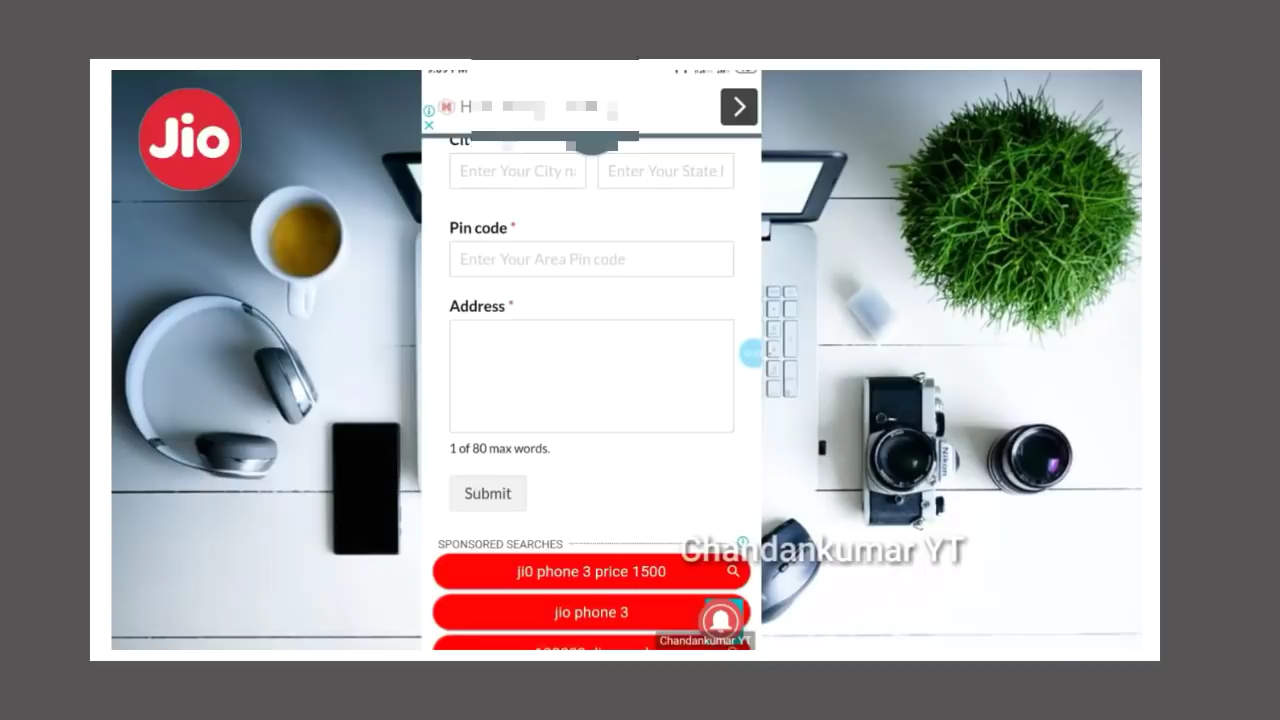 Jio
Enter Your City n
Enter Your State
Pin code *
Enter Your Area Pin code
Address *
1 of 80 max words.
Submit
SPONSORED SEARCHES
Chandankumar YT
ji0 phone 3 price 1500
jio phone 3
Chandankumar YT
Nikon